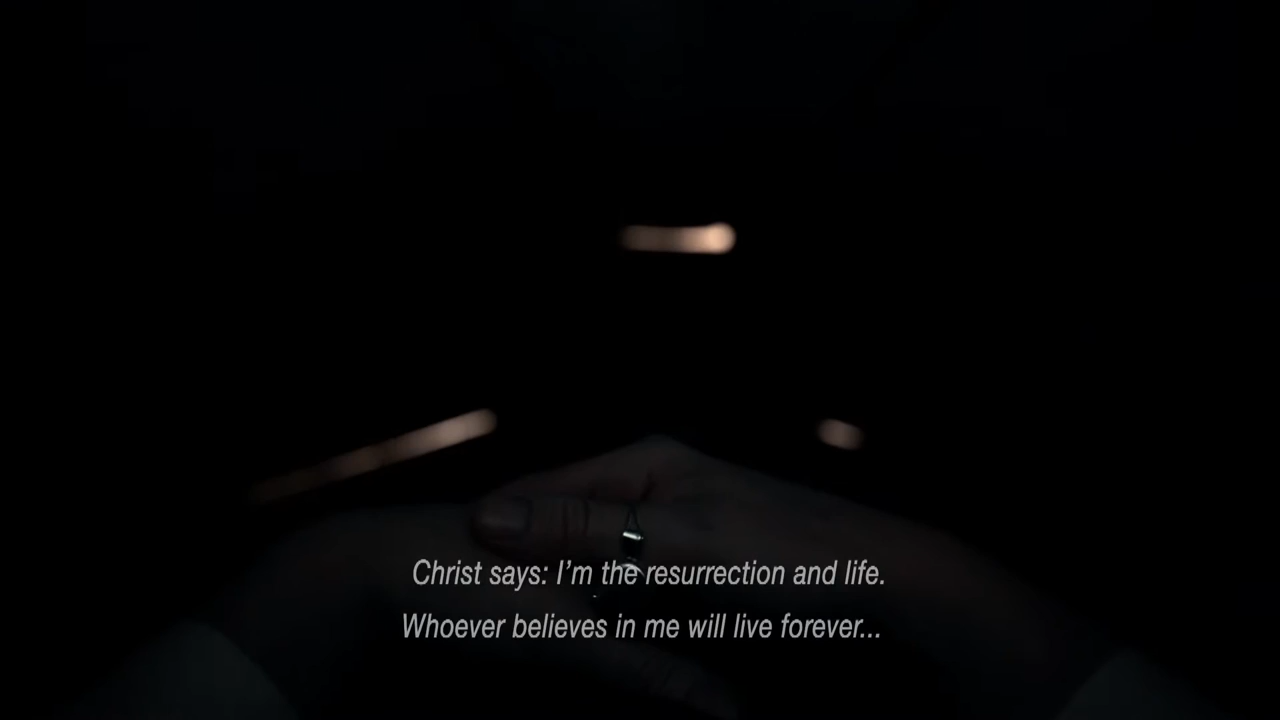 Christ says: I'm the resurrection and life.
Whoever believes in me will live forever...